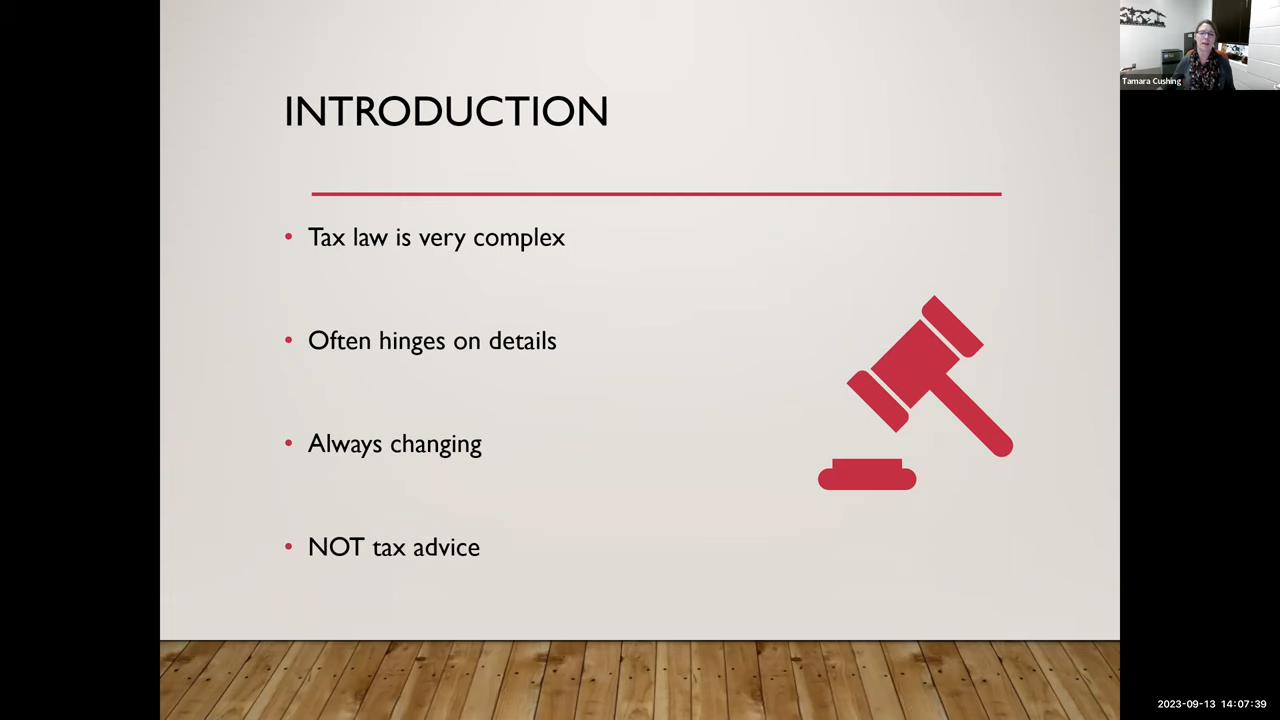 INTRODUCTION
• Tax law is very complex
• Often hinges on details
• Always changing
• NOT tax advice
Tamara Cushing
2023-09-13 14:07:39